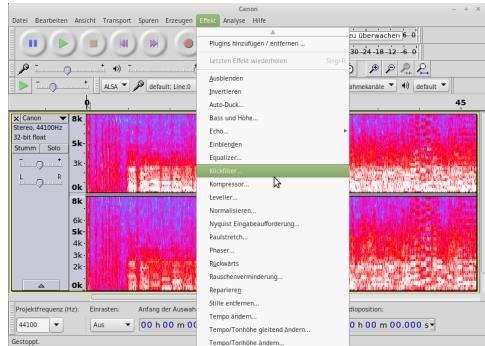 Canon
Datei Bearbeiten Ansicht Transport Spuren Erzeugen Effekt Analyse Hilfe
Plugins hinzufügen / entfernen ...
zu überwachen
Letzten Effekt wiederholen Strg+R
-30 -24 -18 -12 -6 0
Ausblenden
Invertieren
ALSA
default: Line:0
default
Auto-Duck...
Bass und Höhe...
45
Echo...
Einblenden
Equalizer...
Klickfilter...
Kompressor...
Leveller...
Normalisieren...
Nyquist Eingabeaufforderung...
Paulstretch...
Phaser...
Rückwärts
Rauschenverminderung...
Reparieren
Stille entfernen...
Tempo ändern...
Tempo/Tonhöhe gleitend ändern...
Tempo/Tonhöhe ändern...
x Canon
Stereo, 44100Hz
32-bit float
Stumm Solo
- +
L R
8k
5k-
3k-
0k
8k
6k-
5k-
4k-
3k-
2k-
0k
Projektfrequenz (Hz): Einrasten: Anfang der Auswah
44100 Aus 00 h 00 m 00
0 h 00 m 00.000 s
Gestoppt.